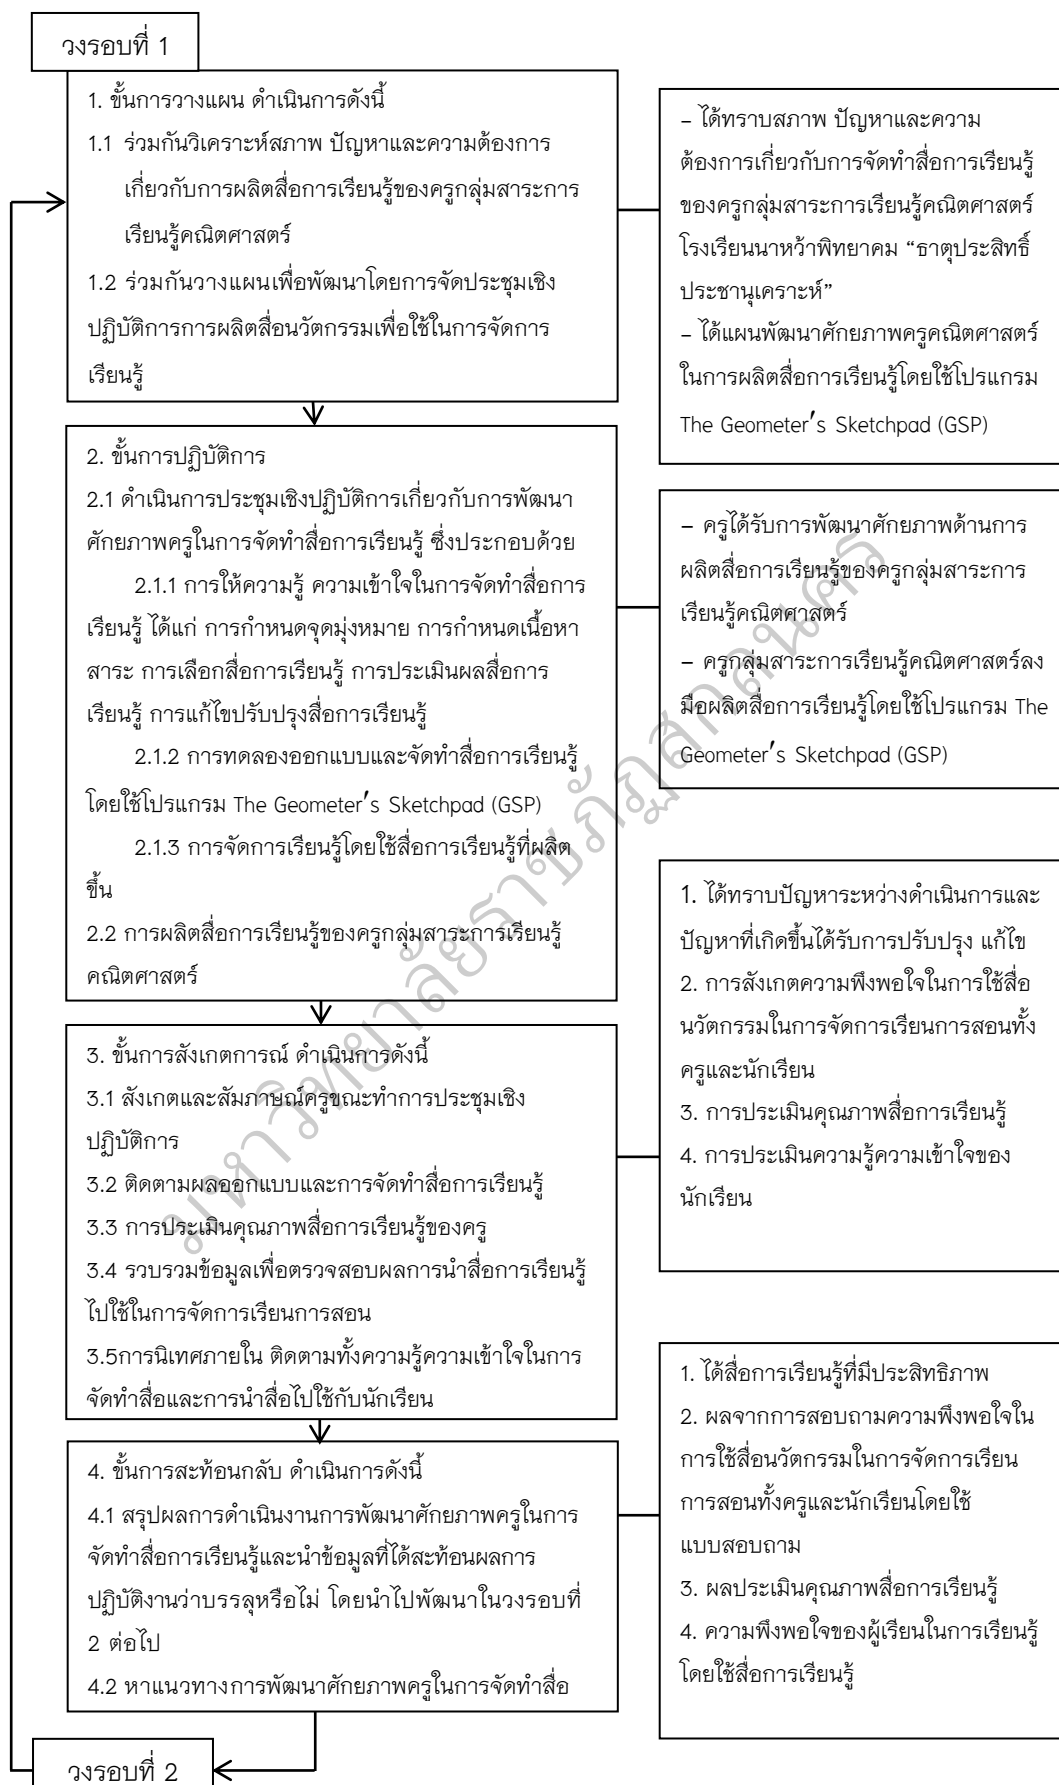 วงรอบที่ 1
1. ขั้นการวางแผน ดำเนินการดังนี้
1.1 ร่วมกันวิเคราะห์สภาพ ปัญหาและความต้องการ
เกี่ยวกับการผลิตสื่อการเรียนรู้ของครูกลุ่มสาระการ
เรียนรู้คณิตศาสตร์
1.2 ร่วมกันวางแผนเพื่อพัฒนาโดยการจัดประชุมเชิง
ปฏิบัติการการผลิตสื่อนวัตกรรมเพื่อใช้ในการจัดการ
เรียนรู้
– ได้ทราบสภาพ ปัญหาและความ
ต้องการเกี่ยวกับการจัดทำสื่อการเรียนรู้
ของครูกลุ่มสาระการเรียนรู้คณิตศาสตร์
โรงเรียนนาหว้าพิทยาคม “ธาตุประสิทธิ์
ประชานุเคราะห์”
– ได้แผนพัฒนาศักยภาพครูคณิตศาสตร์
ในการผลิตสื่อการเรียนรู้โดยใช้โปรแกรม
The Geometer's Sketchpad (GSP)
2. ขั้นการปฏิบัติการ
2.1 ดำเนินการประชุมเชิงปฏิบัติการเกี่ยวกับการพัฒนา
ศักยภาพครูในการจัดทำสื่อการเรียนรู้ ซึ่งประกอบด้วย
2.1.1 การให้ความรู้ ความเข้าใจในการจัดทำสื่อการ
เรียนรู้ ได้แก่ การกำหนดจุดมุ่งหมาย การกำหนดเนื้อหา
สาระ การเลือกสื่อการเรียนรู้ การประเมินผลสื่อการ
เรียนรู้ การแก้ไขปรับปรุงสื่อการเรียนรู้
2.1.2 การทดลองออกแบบและจัดทำสื่อการเรียนรู้
โดยใช้โปรแกรม The Geometer's Sketchpad (GSP)
2.1.3 การจัดการเรียนรู้โดยใช้สื่อการเรียนรู้ที่ผลิต
ขึ้น
2.2 การผลิตสื่อการเรียนรู้ของครูกลุ่มสาระการเรียนรู้
คณิตศาสตร์
– ครูได้รับการพัฒนาศักยภาพด้านการ
ผลิตสื่อการเรียนรู้ของครูกลุ่มสาระการ
เรียนรู้คณิตศาสตร์
– ครูกลุ่มสาระการเรียนรู้คณิตศาสตร์ลง
มือผลิตสื่อการเรียนรู้โดยใช้โปรแกรม The
Geometer's Sketchpad (GSP)
3. ขั้นการสังเกตการณ์ ดำเนินการดังนี้
3.1 สังเกตและสัมภาษณ์ครูขณะทำการประชุมเชิง
ปฏิบัติการ
3.2 ติดตามผลออกแบบและการจัดทำสื่อการเรียนรู้
3.3 การประเมินคุณภาพสื่อการเรียนรู้ของครู
3.4 รวบรวมข้อมูลเพื่อตรวจสอบผลการนำสื่อการเรียนรู้
ไปใช้ในการจัดการเรียนการสอน
3.5การนิเทศภายใน ติดตามทั้งความรู้ความเข้าใจในการ
จัดทำสื่อและการนำสื่อไปใช้กับนักเรียน
1. ได้ทราบปัญหาระหว่างดำเนินการและ
ปัญหาที่เกิดขึ้นได้รับการปรับปรุง แก้ไข
2. การสังเกตความพึงพอใจในการใช้สื่อ
นวัตกรรมในการจัดการเรียนการสอนทั้ง
ครูและนักเรียน
3. การประเมินคุณภาพสื่อการเรียนรู้
4. การประเมินความรู้ความเข้าใจของ
นักเรียน
4. ขั้นการสะท้อนกลับ ดำเนินการดังนี้
4.1 สรุปผลการดำเนินงานการพัฒนาศักยภาพครูในการ
จัดทำสื่อการเรียนรู้และนำข้อมูลที่ได้สะท้อนผลการ
ปฏิบัติงานว่าบรรลุหรือไม่ โดยนำไปพัฒนาในวงรอบที่
2 ต่อไป
4.2 หาแนวทางการพัฒนาศักยภาพครูในการจัดทำสื่อ
1. ได้สื่อการเรียนรู้ที่มีประสิทธิภาพ
2. ผลจากการสอบถามความพึงพอใจใน
การใช้สื่อนวัตกรรมในการจัดการเรียน
การสอนทั้งครูและนักเรียนโดยใช้
แบบสอบถาม
3. ผลประเมินคุณภาพสื่อการเรียนรู้
4. ความพึงพอใจของผู้เรียนในการเรียนรู้
โดยใช้สื่อการเรียนรู้
วงรอบที่ 2
มหาวิทยาลัยราชภัฏสกลนคร